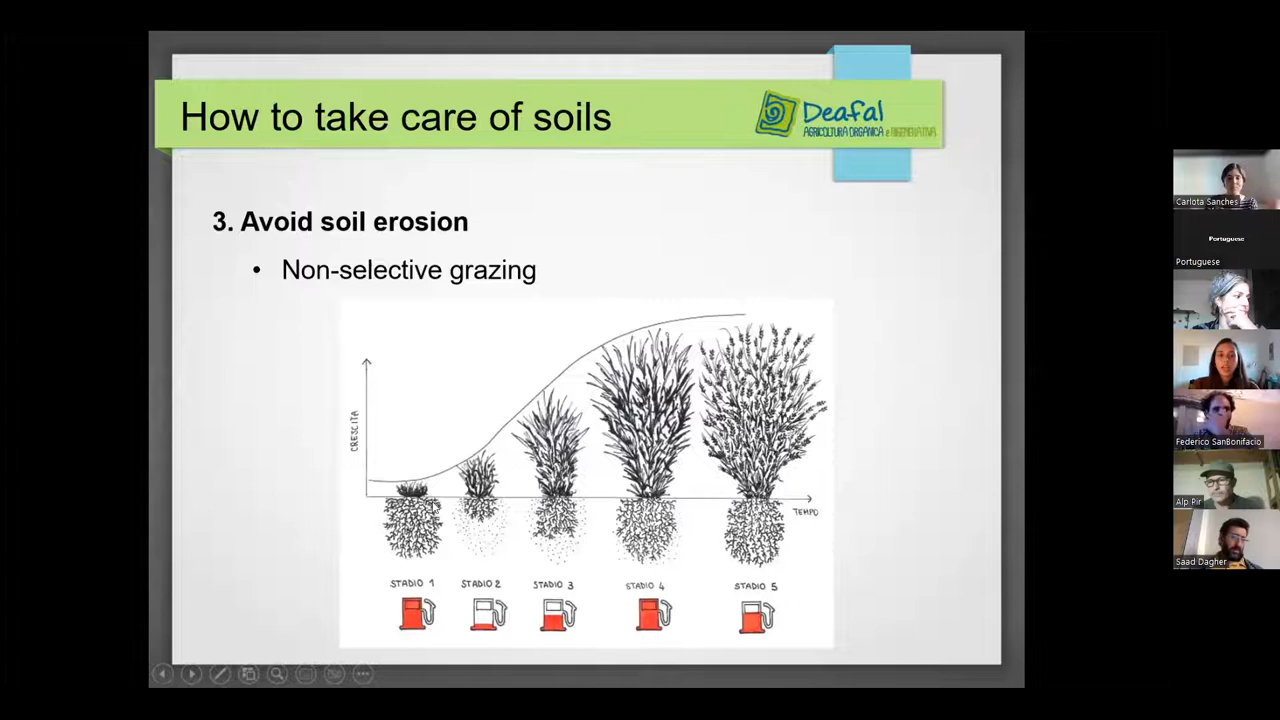 How to take care of soils
Deafal
AGRICOLTURA ORGANICA e RIGENERATIVA
3. Avoid soil erosion
• Non-selective grazing
CRESCITA
TEMPO
STADIO 1 STADIO 2 STADIO 3 STADIO 4 STADIO 5
Carlota Sanches
Portuguese
Portuguese
Federico SanBonifacio
Alp Pir
Saad Dagher